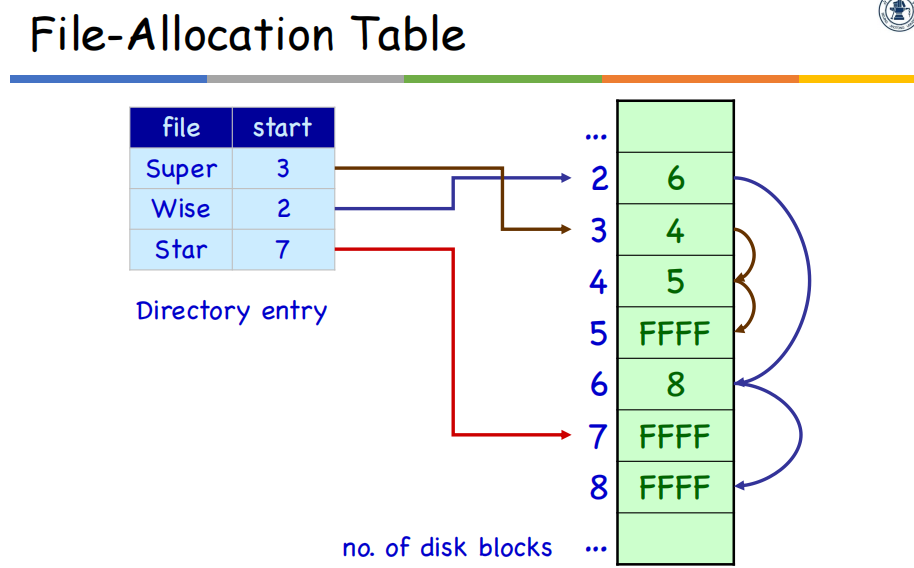 File-Allocation Table
file start
Super 3
Wise 2
Star 7
Directory entry
...
2 6
3 4
4 5
5 FFFF
6 8
7 FFFF
8 FFFF
no. of disk blocks ...